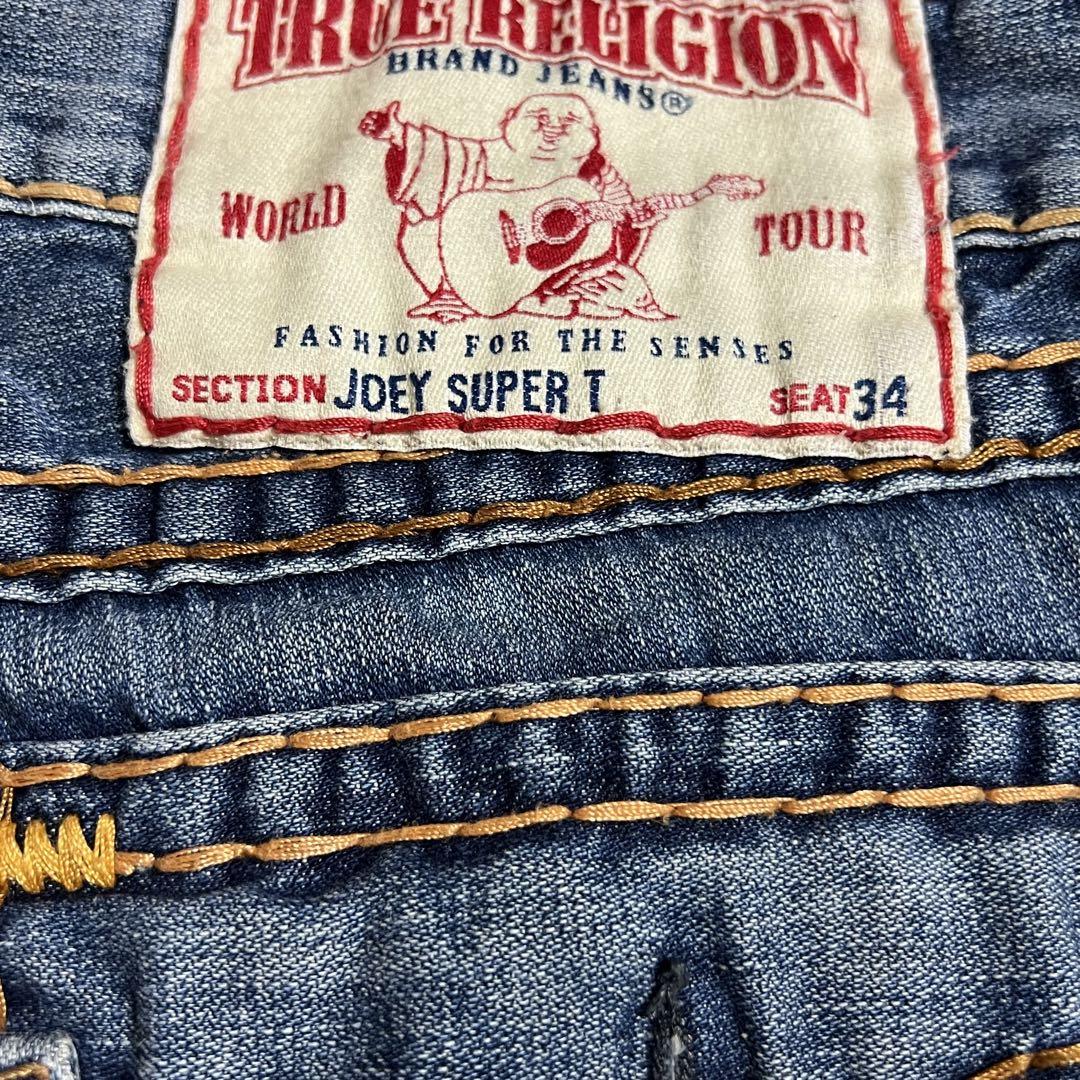 TRUE RELIGION
BRAND JEANS®
WORLD TOUR
FASHION FOR THE SENSES
SECTION JOEY SUPER T SEAT 34